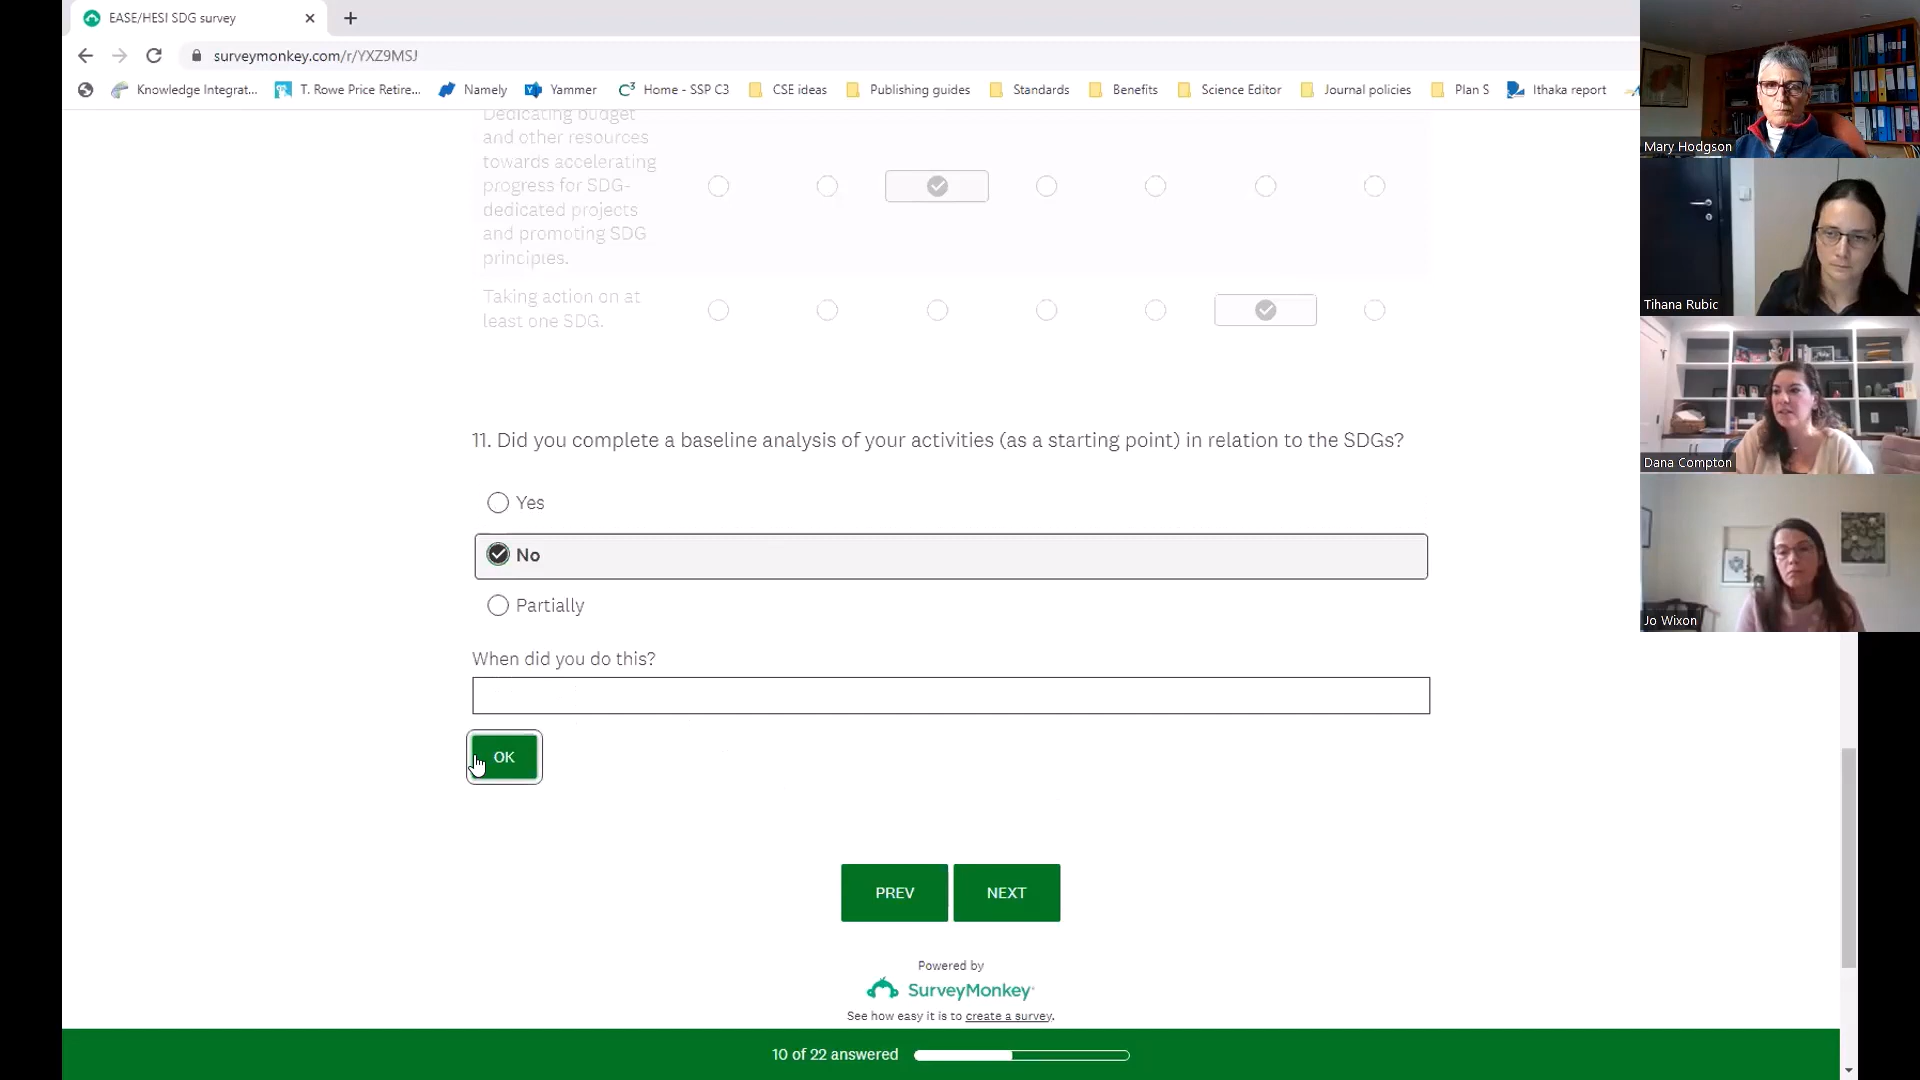 EASE/HESI SDG survey
surveymonkey.com/r/YXZ9MSJ
Knowledge Integrat... T. Rowe Price Retire... Namely Yammer Home - SSP C3 CSE ideas Publishing guides Standards Benefits Science Editor Journal policies Plan S Ithaka report
Dedicating budget
and other resources
towards accelerating
progress for SDG-
dedicated projects
and promoting SDG
principles.
Taking action on at
least one SDG.
11. Did you complete a baseline analysis of your activities (as a starting point) in relation to the SDGs?
Yes
No
Partially
When did you do this?
OK
PREV NEXT
Powered by
SurveyMonkey
See how easy it is to create a survey.
10 of 22 answered
Mary Hodgson
Tihana Rubic
Dana Compton
Jo Wixon